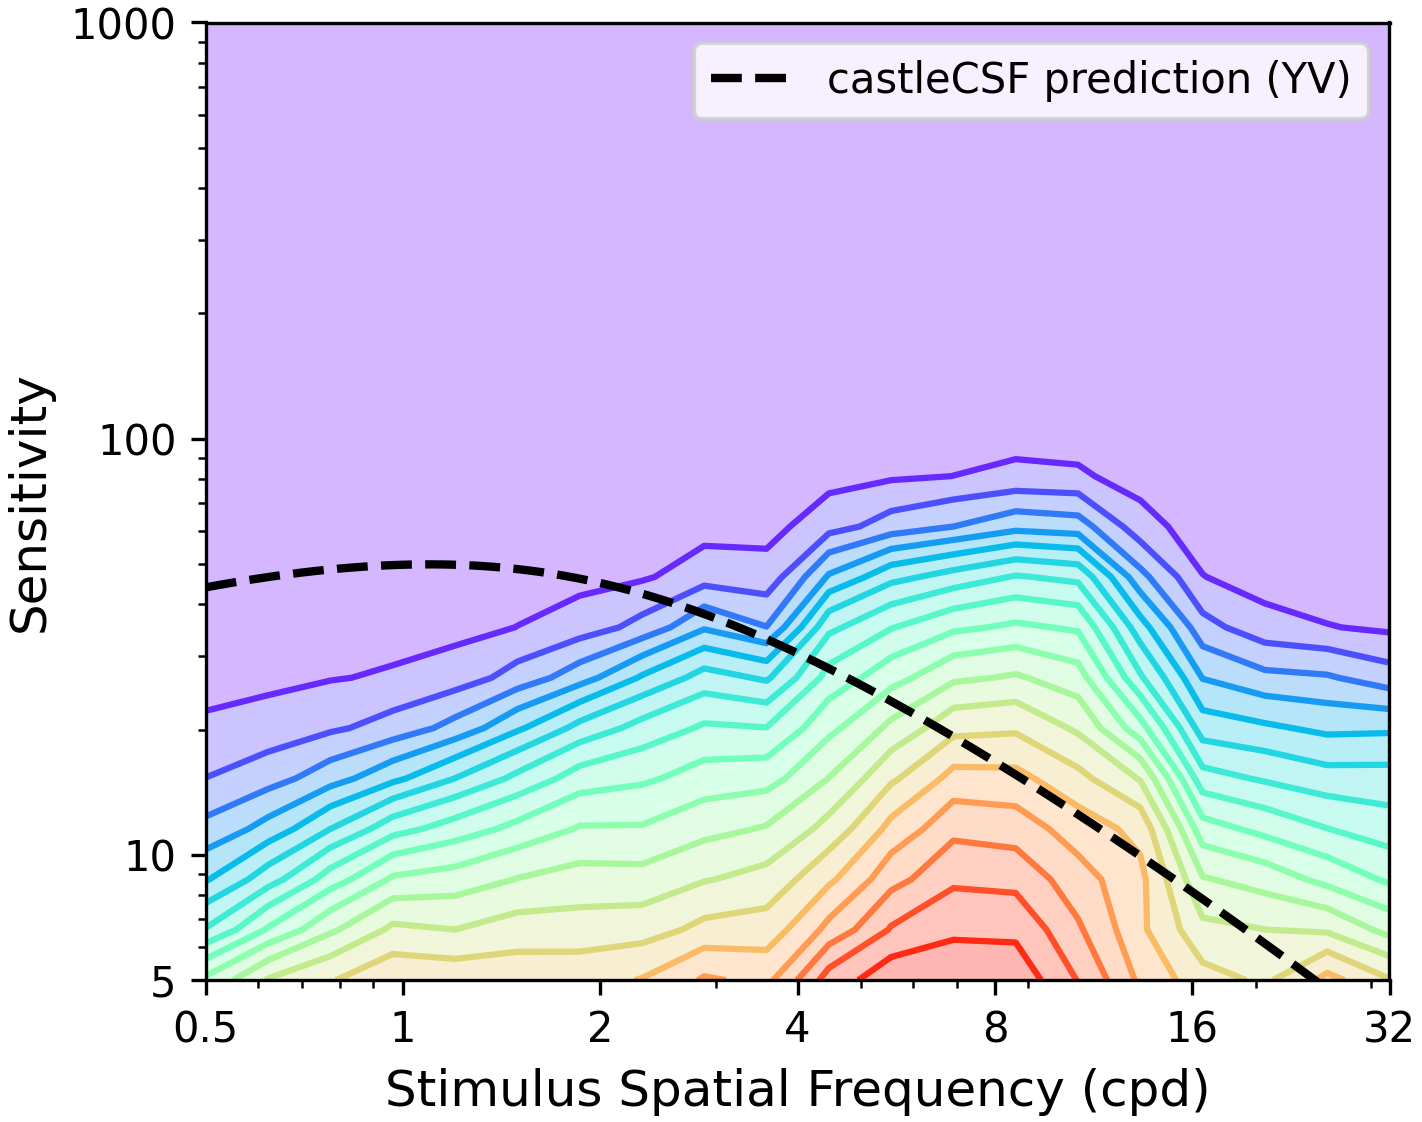 1000
castleCSF prediction (YV)
Sensitivity
100
10
5
0.5 1 2 4 8 16 32
Stimulus Spatial Frequency (cpd)